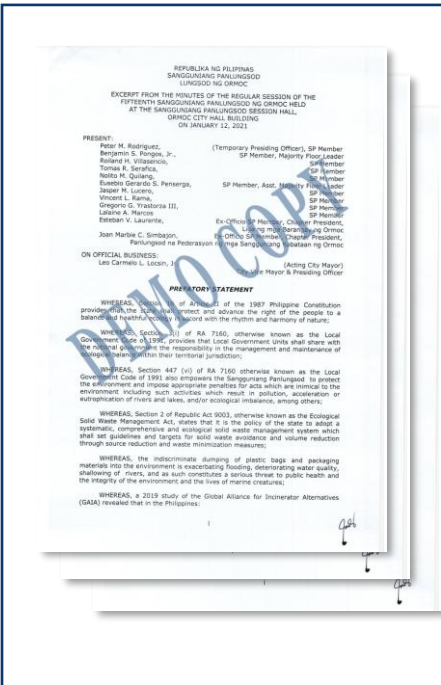 REPUBLIKA NG PILIPINAS
SANGGUNIANG PANLUNGSOD
LUNGSOD NG ORMOC
EXCERPT FROM THE MINUTES OF THE REGULAR SESSION OF THE
FIFTEENTH SANGGUNIANG PANLUNGSOD NG ORMOC HELD
AT THE SANGGUNIANG PANLUNGSOD SESSION HALL,
ORMOC CITY HALL BUILDING
ON JANUARY 12, 2021
PRESENT:
Peter M. Rodriguez, (Temporary Presiding Officer), SP Member
Benjamin S. Pongos, Jr., SP Member, Majority Floor Leader
Rolland H. Villasencio, SP Member
Tomas R. Serafica, SP Member
Nolito M. Quilang, SP Member
Eusebio Gerardo S. Penserga, SP Member, Asst. Majority Floor Leader
Jasper M. Lucero, SP Member
Vincent L. Rama, SP Member
Gregorio G. Yrastorza III, SP Member
Lalaine A. Marcos SP Member
Esteban V. Laurente, Ex-Officio SP Member, Chapter President,
Liga ng mga Barangay ng Ormoc
Joan Marbie C. Simbajon, Ex-Officio SP Member, Chapter President,
Panlungsod na Pederasyon ng mga Sangguniang Kabataan ng Ormoc
ON OFFICIAL BUSINESS:
Leo Carmelo L. Locsin, Jr. (Acting City Mayor)
City Vice Mayor & Presiding Officer
PREFATORY STATEMENT
WHEREAS, Section 16 of Article II of the 1987 Philippine Constitution
provides that the state shall protect and advance the right of the people to a
balance and healthful ecology in accord with the rhythm and harmony of nature;
WHEREAS, Section 3(i) of RA 7160, otherwise known as the Local
Government Code of 1991, provides that Local Government Units shall share with
the national government the responsibility in the management and maintenance of
ecological balance within their territorial jurisdiction;
WHEREAS, Section 447 (vi) of RA 7160 otherwise known as the Local
Government Code of 1991 also empowers the Sangguniang Panlungsod to protect
the environment and impose appropriate penalties for acts which are inimical to the
environment including such activities which result in pollution, acceleration or
eutrophication of rivers and lakes, and/or ecological imbalance, among others;
WHEREAS, Section 2 of Republic Act 9003, otherwise known as the Ecological
Solid Waste Management Act, states that it is the policy of the state to adopt a
systematic, comprehensive and ecological solid waste management system which
shall set guidelines and targets for solid waste avoidance and volume reduction
through source reduction and waste minimization measures;
WHEREAS, the indiscriminate dumping of plastic bags and packaging
materials into the environment is exacerbating flooding, deteriorating water quality,
shallowing of rivers, and as such constitutes a serious threat to public health and
the integrity of the environment and the lives of marine creatures;
WHEREAS, a 2019 study of the Global Alliance for Incinerator Alternatives
(GAIA) revealed that in the Philippines:
1
DEMO COPY